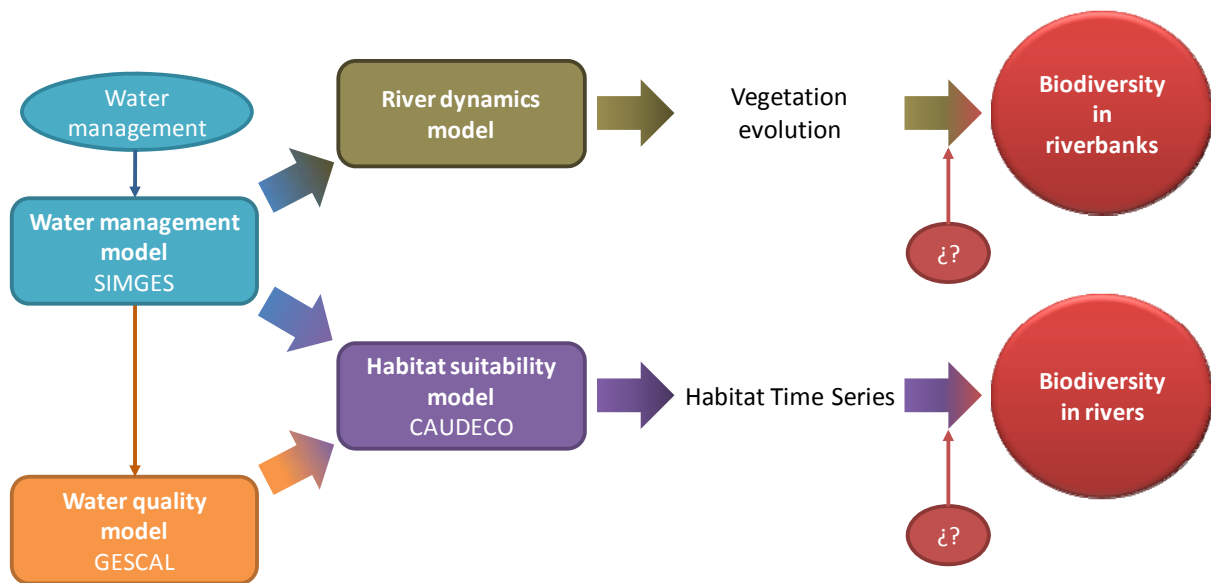 Water
management
Water management
model
SIMGES
Water quality
model
GESCAL
River dynamics
model
Habitat suitability
model
CAUDECO
Vegetation
evolution
Habitat Time Series
¿?
¿?
Biodiversity
in
riverbanks
Biodiversity
in rivers